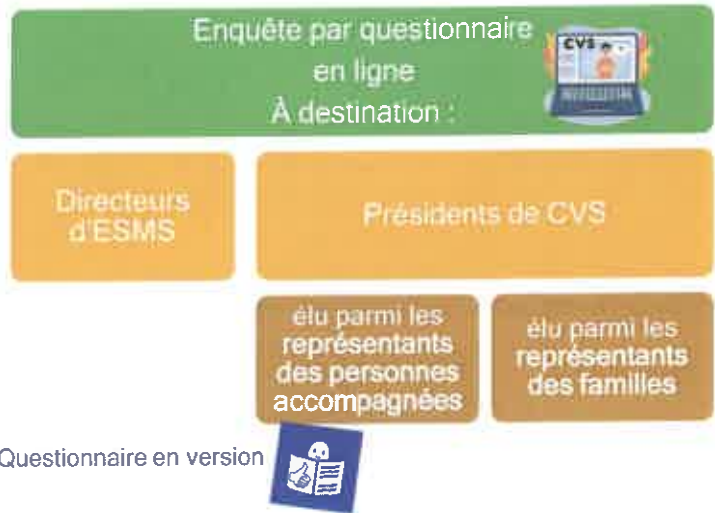 Enquête par questionnaire
en ligne
À destination :
CVS
Directeurs
d'ESMS
Présidents de CVS
élu parmi les
représentants
des personnes
accompagnées
élu parmi les
représentants
des familles
Questionnaire en version